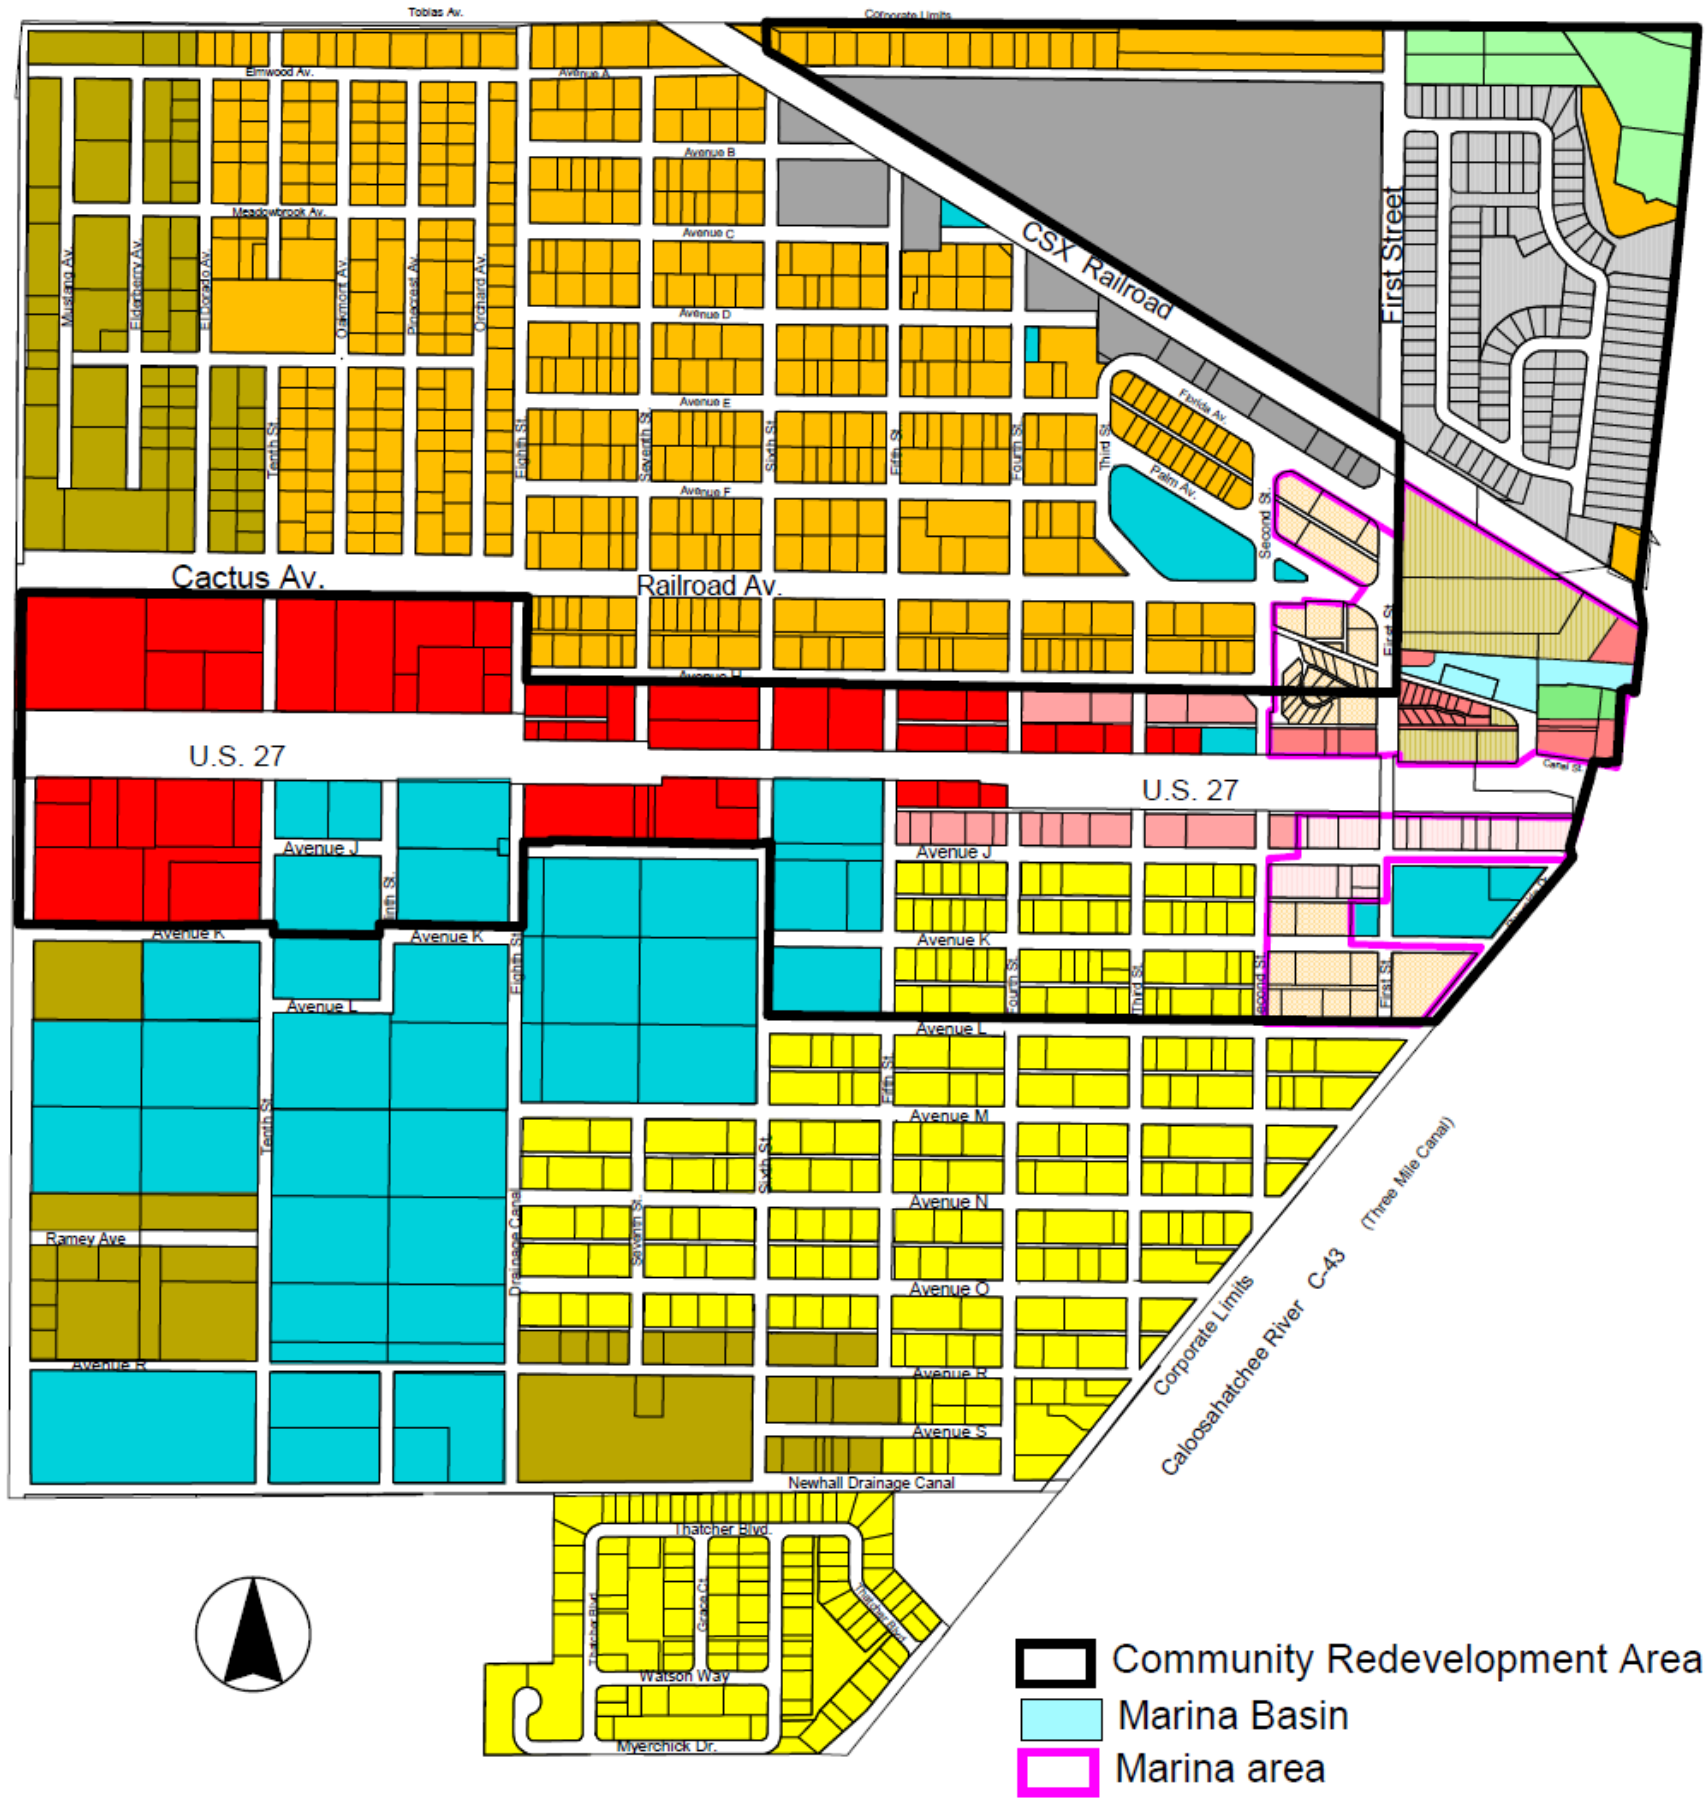 Tobias Av.
Corporate Limits
Elmwood Av.
Avenue A
Avenue B
Meadowbrook Av.
Avenue C
CSX Railroad
First Street
Mustang Av.
Elderberry Av.
El Dorado Av.
Oakmont Av.
Pinecrest Av.
Orchard Av.
Avenue D
Avenue E
Florida Av.
Tenth St.
Eighth St.
Seventh St.
Sixth St.
Fifth St.
Fourth St.
Third St.
Palm Av.
Avenue F
Second St.
Cactus Av.
Railroad Av.
First St.
Avenue H
U.S. 27
Canal St.
U.S. 27
Avenue J
Avenue J
Avenue K
Avenue K
Avenue K
Eighth St.
Fourth St.
Third St.
First St.
Avenue L
Avenue L
Fifth St.
Tenth St.
Avenue M
Sixth St.
(Three Mile Canal)
Avenue N
Seventh St.
Drainage Canal
Ramey Ave
Avenue O
Corporate Limits
Caloosahatchee River C-43
Avenue R
Avenue R
Avenue S
Newhall Drainage Canal
Thatcher Blvd.
Thatcher Blvd.
Grace Ct.
Thatcher Blvd.
Watson Way
Myerchick Dr.
Community Redevelopment Area
Marina Basin
Marina area